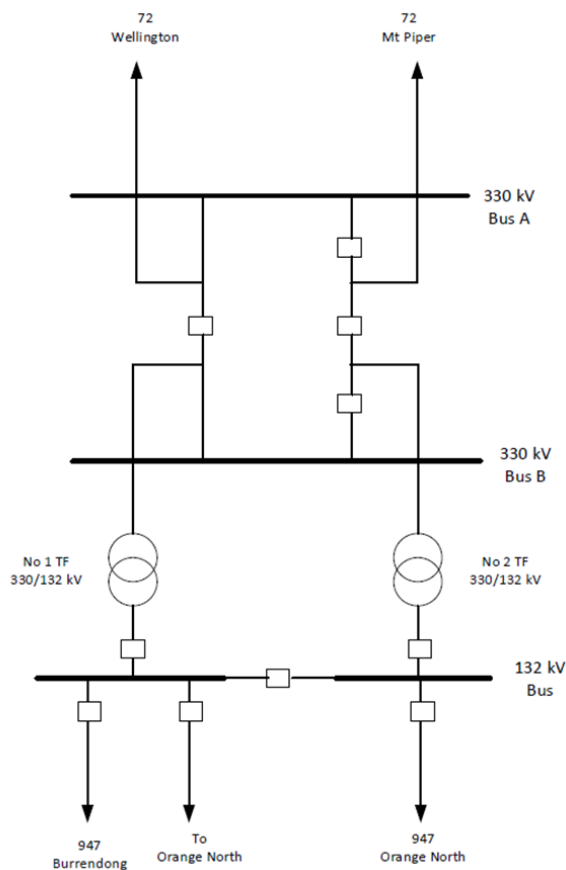 72
Wellington
72
Mt Piper
330 kV
Bus A
330 kV
Bus B
No 1 TF
330/132 kV
No 2 TF
330/132 kV
132 kV
Bus
947
Burrendong
To
Orange North
947
Orange North